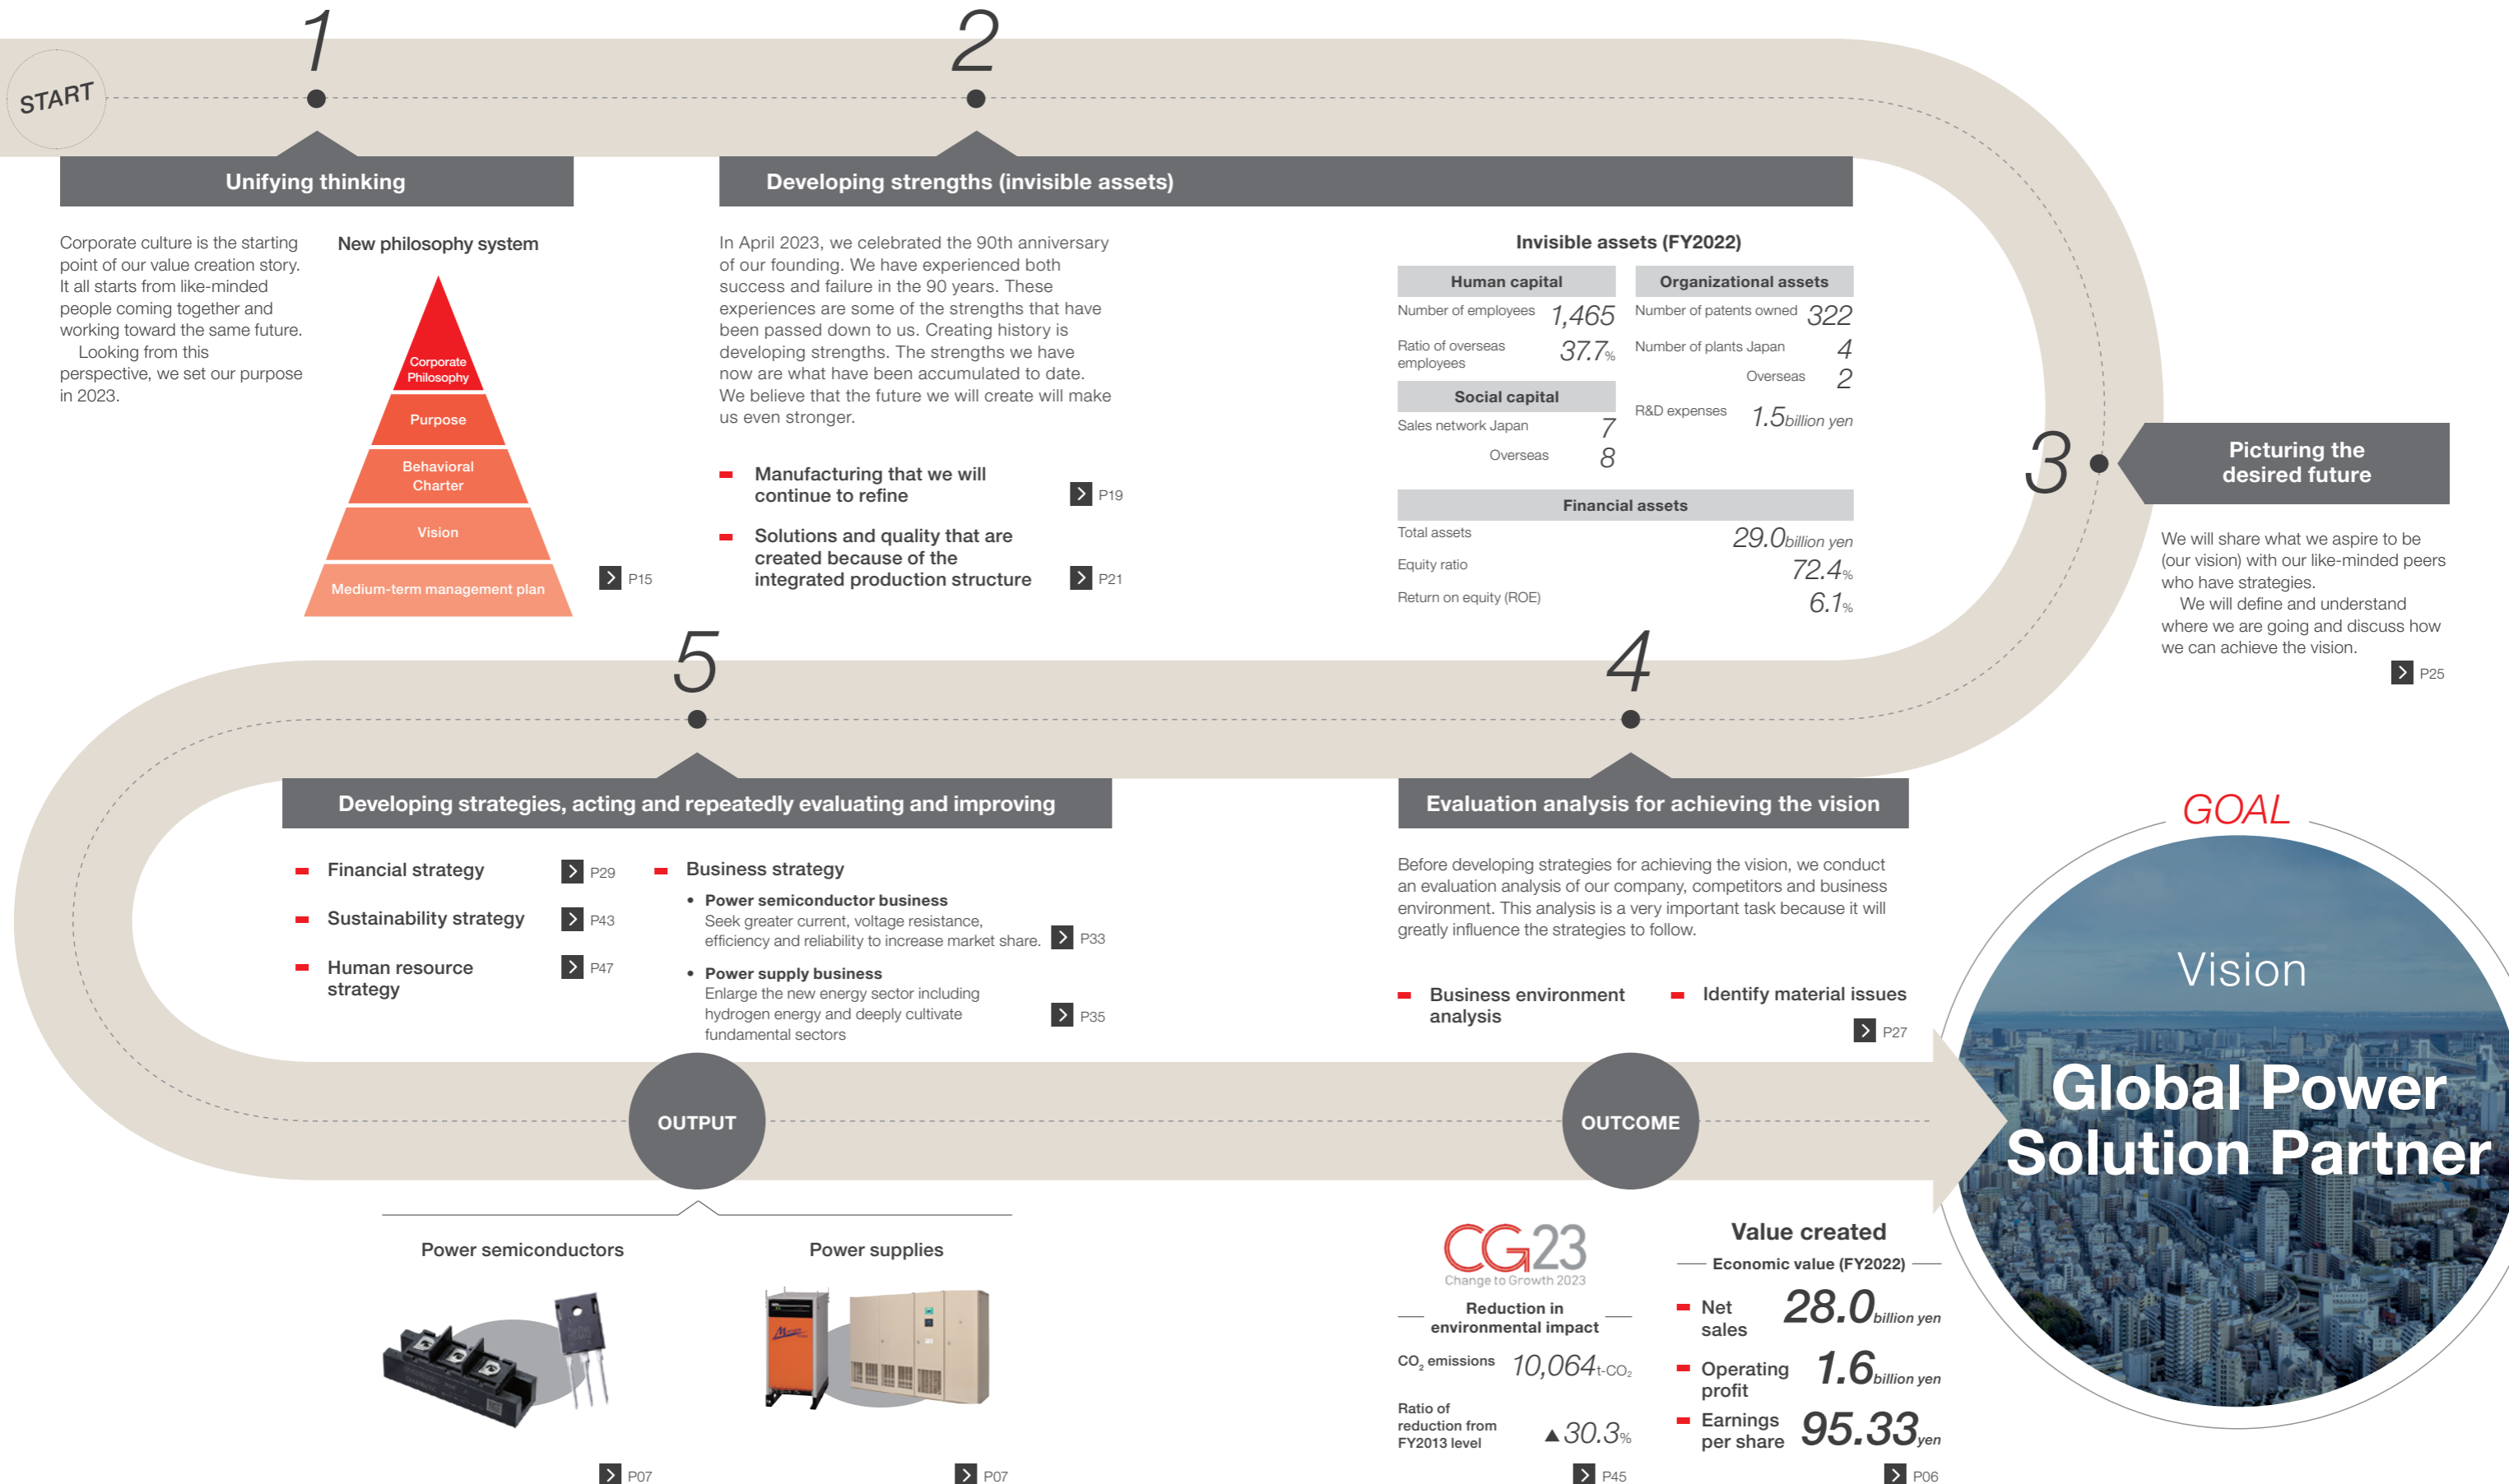 START
1
2
Unifying thinking
Corporate culture is the starting
point of our value creation story.
It all starts from like-minded
people coming together and
working toward the same future.
Looking from this
perspective, we set our purpose
in 2023.
New philosophy system
Corporate
Philosophy
Purpose
Behavioral
Charter
Vision
Medium-term management plan
P15
Developing strengths (invisible assets)
In April 2023, we celebrated the 90th anniversary
of our founding. We have experienced both
success and failure in the 90 years. These
experiences are some of the strengths that have
been passed down to us. Creating history is
developing strengths. The strengths we have
now are what have been accumulated to date.
We believe that the future we will create will make
us even stronger.
Manufacturing that we will
continue to refine
P19
Solutions and quality that are
created because of the
integrated production structure
P21
Invisible assets (FY2022)
Human capital
Number of employees 1,465
Ratio of overseas
employees 37.7%
Social capital
Sales network Japan 7
Overseas 8
Organizational assets
Number of patents owned 322
Number of plants Japan 4
Overseas 2
R&D expenses 1.5 billion yen
Financial assets
Total assets 29.0 billion yen
Equity ratio 72.4%
Return on equity (ROE) 6.1%
3
Picturing the
desired future
We will share what we aspire to be
(our vision) with our like-minded peers
who have strategies.
We will define and understand
where we are going and discuss how
we can achieve the vision.
P25
4
Evaluation analysis for achieving the vision
Before developing strategies for achieving the vision, we conduct
an evaluation analysis of our company, competitors and business
environment. This analysis is a very important task because it will
greatly influence the strategies to follow.
Business environment
analysis
Identify material issues
P27
5
Developing strategies, acting and repeatedly evaluating and improving
Financial strategy P29
Sustainability strategy P43
Human resource
strategy
P47
Business strategy
• Power semiconductor business
Seek greater current, voltage resistance,
efficiency and reliability to increase market share. P33
• Power supply business
Enlarge the new energy sector including
hydrogen energy and deeply cultivate
fundamental sectors
P35
OUTPUT
Power semiconductors
P07
Power supplies
P07
OUTCOME
CG23
Change to Growth 2023
Reduction in
environmental impact
CO2 emissions 10,064 t-CO2
Ratio of
reduction from
FY2013 level
▲30.3%
P45
Value created
Economic value (FY2022)
Net
sales
28.0 billion yen
Operating
profit
1.6 billion yen
Earnings
per share
95.33 yen
P06
GOAL
Vision
Global Power
Solution Partner